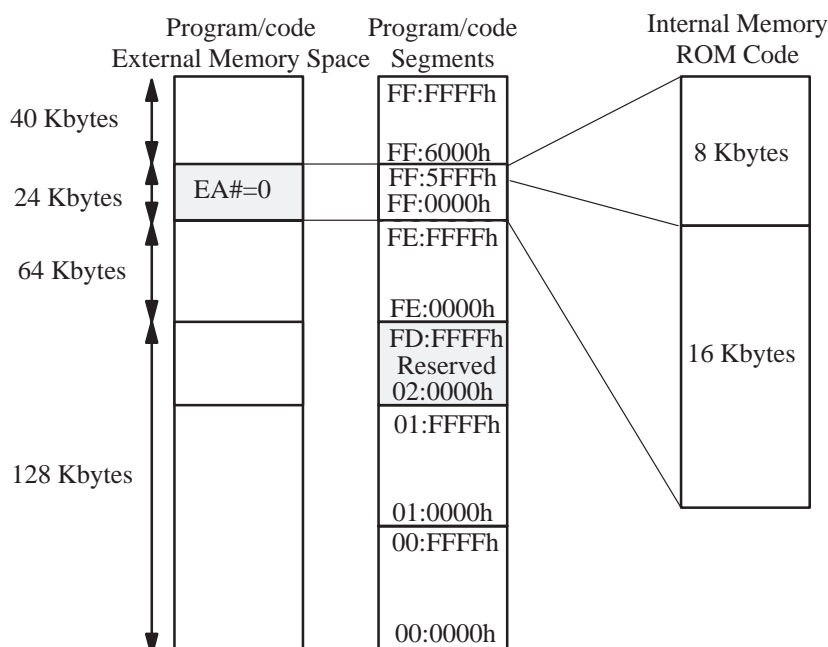 Program/code
External Memory Space
Program/code
Segments
Internal Memory
ROM Code
40 Kbytes
24 Kbytes
64 Kbytes
128 Kbytes
EA#=0
FF:FFFFh
FF:6000h
FF:5FFFh
FF:0000h
FE:FFFFh
FE:0000h
FD:FFFFh
Reserved
02:0000h
01:FFFFh
01:0000h
00:FFFFh
00:0000h
8 Kbytes
16 Kbytes